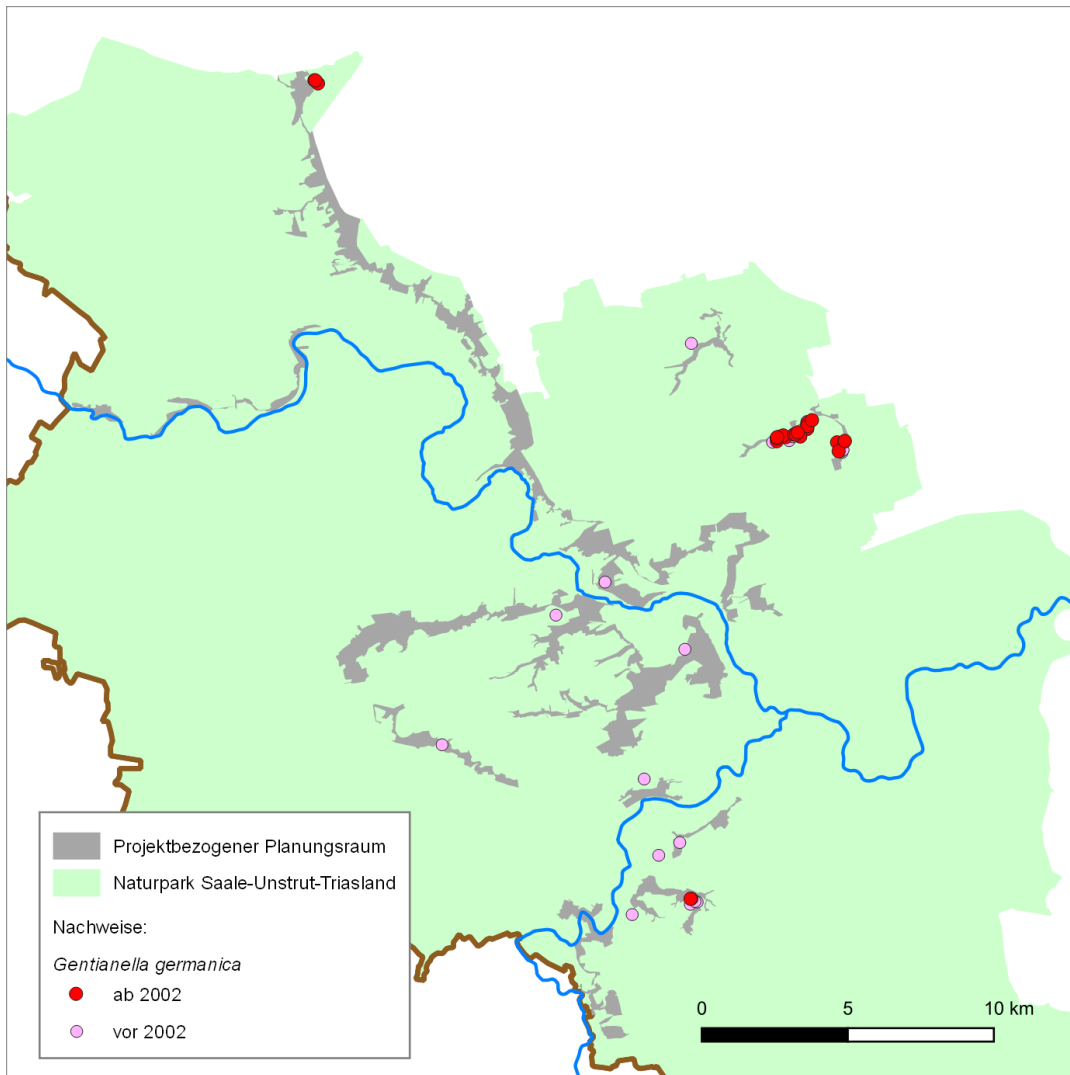 Projektbezogener Planungsraum
Naturpark Saale-Unstrut-Triasland
Nachweise:
Gentianella germanica
ab 2002
vor 2002
0 5 10 km